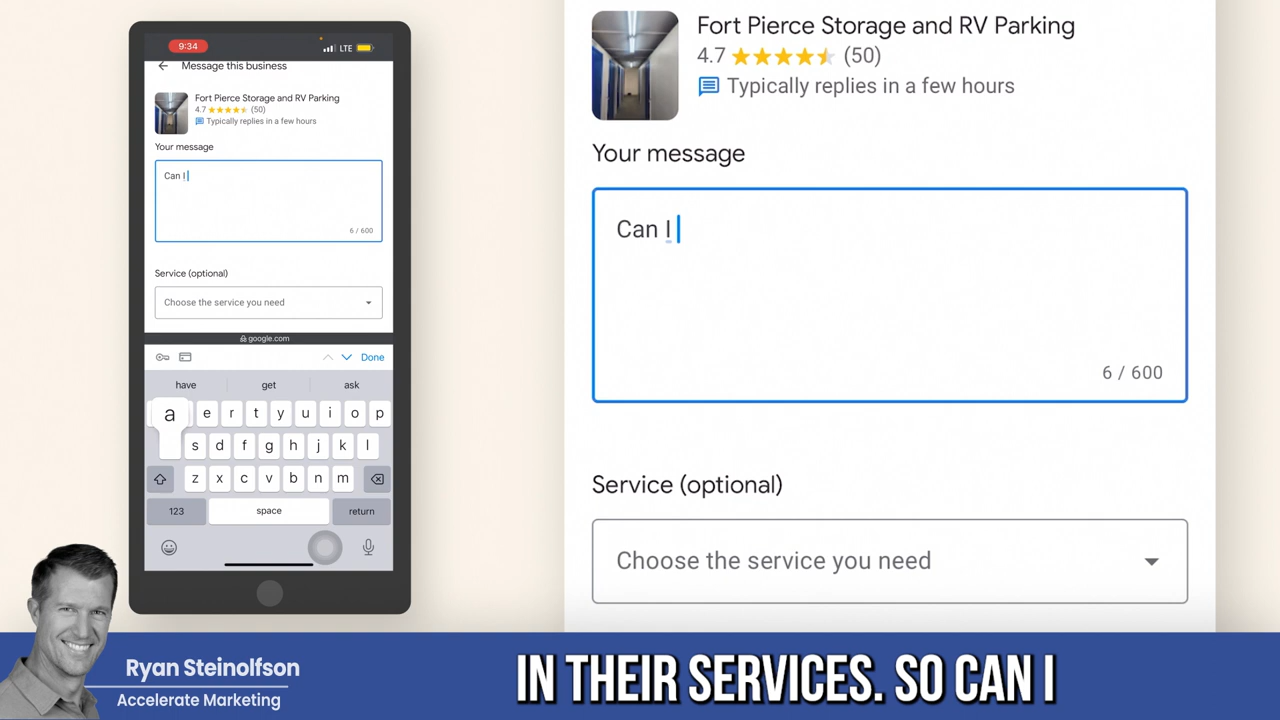 9:34
LTE
Message this business
Fort Pierce Storage and RV Parking
4.7 (50)
Typically replies in a few hours
Your message
Can I
6 / 600
Service (optional)
Choose the service you need
google.com
Done
have get ask
a e r t y u i o p
s d f g h j k l
z x c v b n m
123 space return
Fort Pierce Storage and RV Parking
4.7 (50)
Typically replies in a few hours
Your message
Can I
6 / 600
Service (optional)
Choose the service you need
Ryan Steinolfson
Accelerate Marketing
IN THEIR SERVICES. SO CAN I